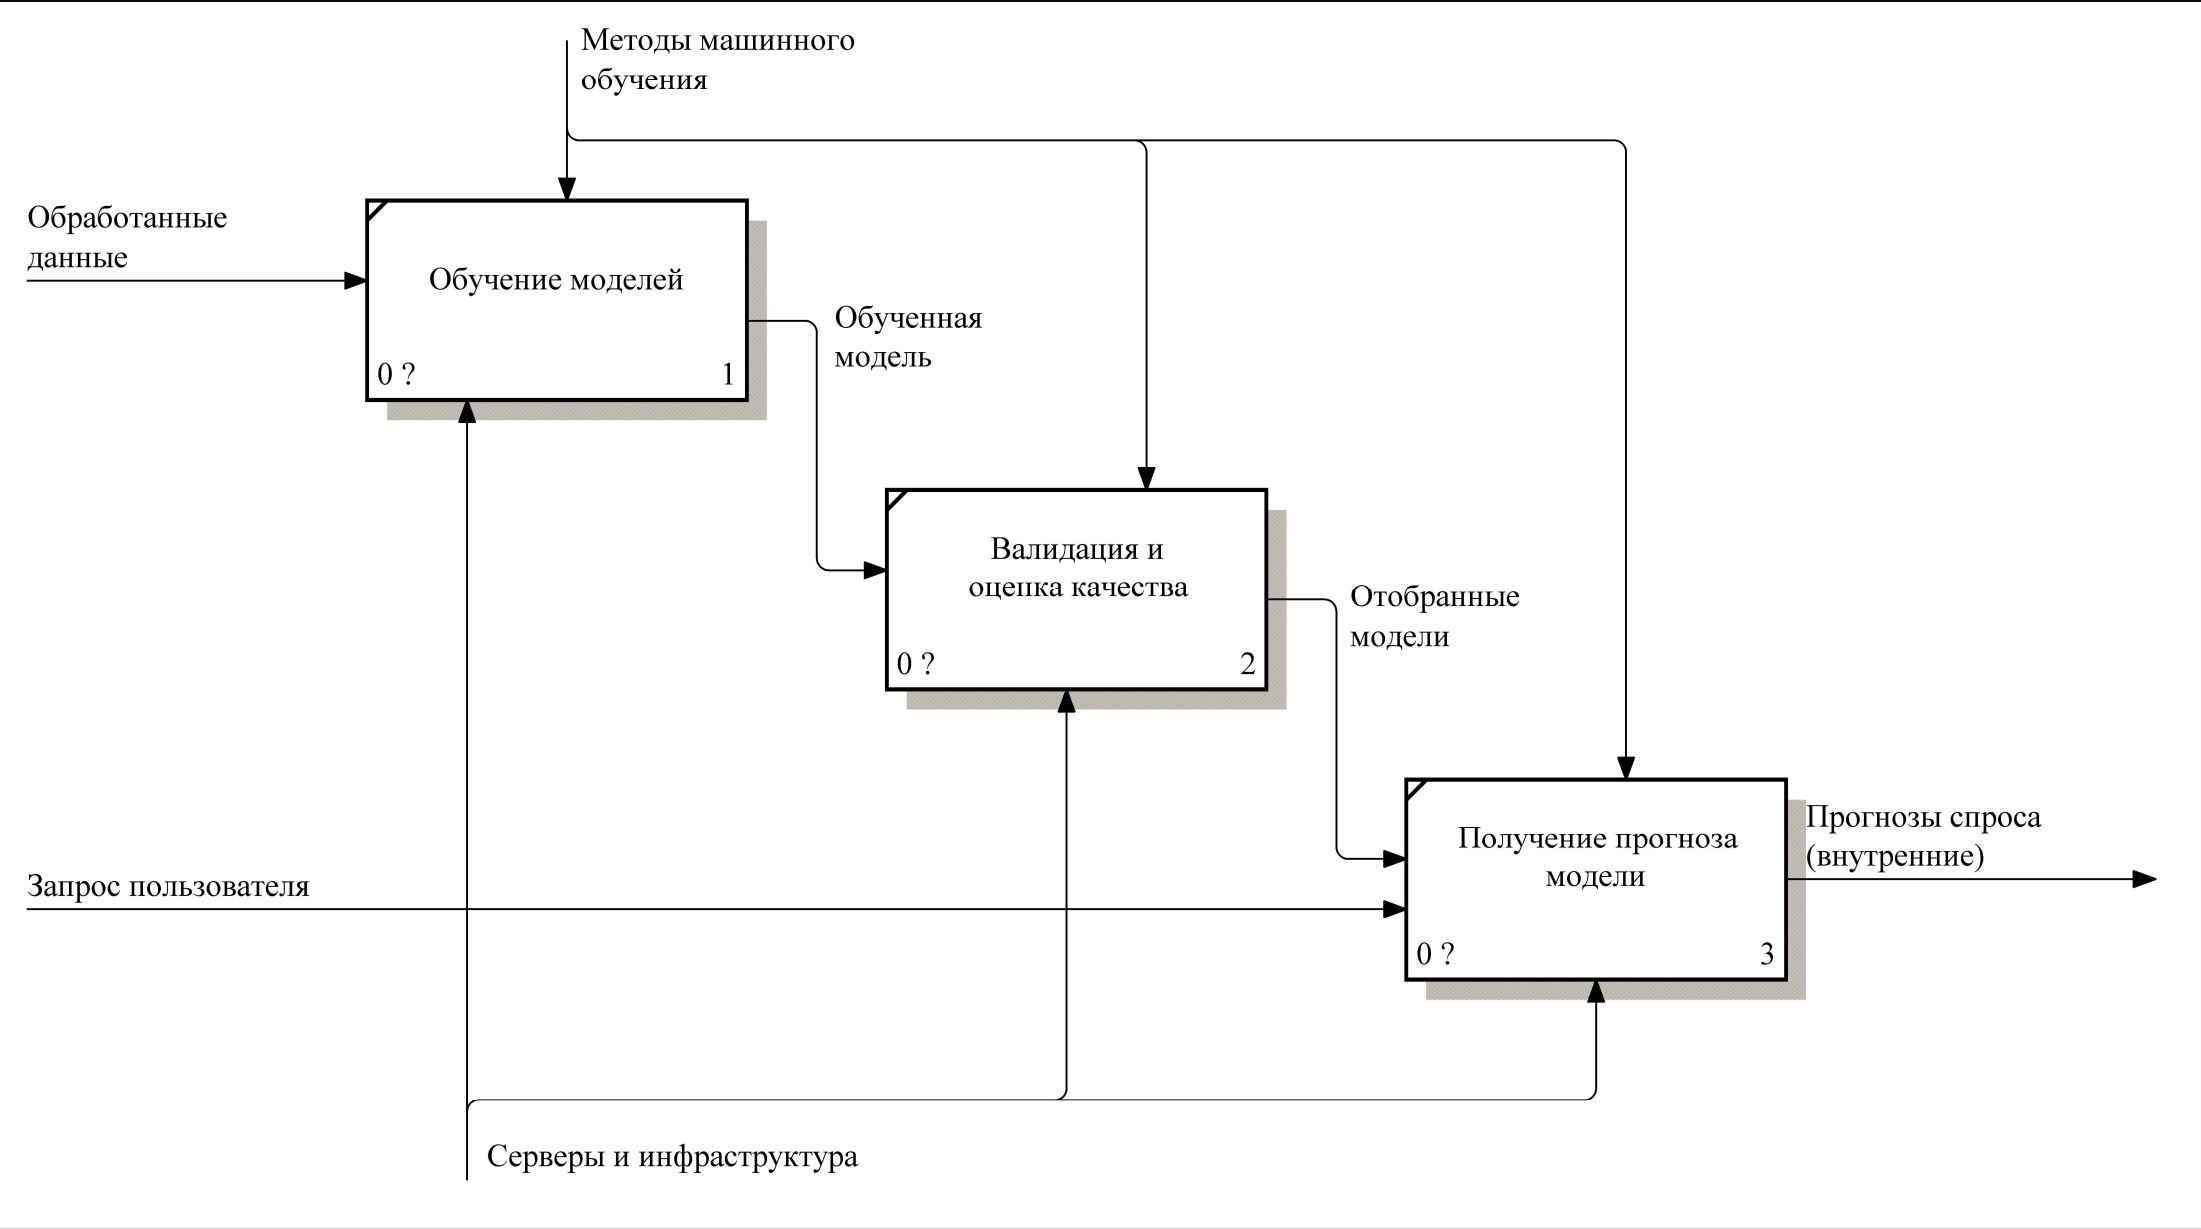 Методы машинного
обучения
Обработанные
данные
Обучение моделей
0 ?
1
Обученная
модель
Валидация и
оценка качества
0 ?
2
Отобранные
модели
Получение прогноза
модели
0 ?
3
Прогнозы спроса
(внутренние)
Запрос пользователя
Серверы и инфраструктура